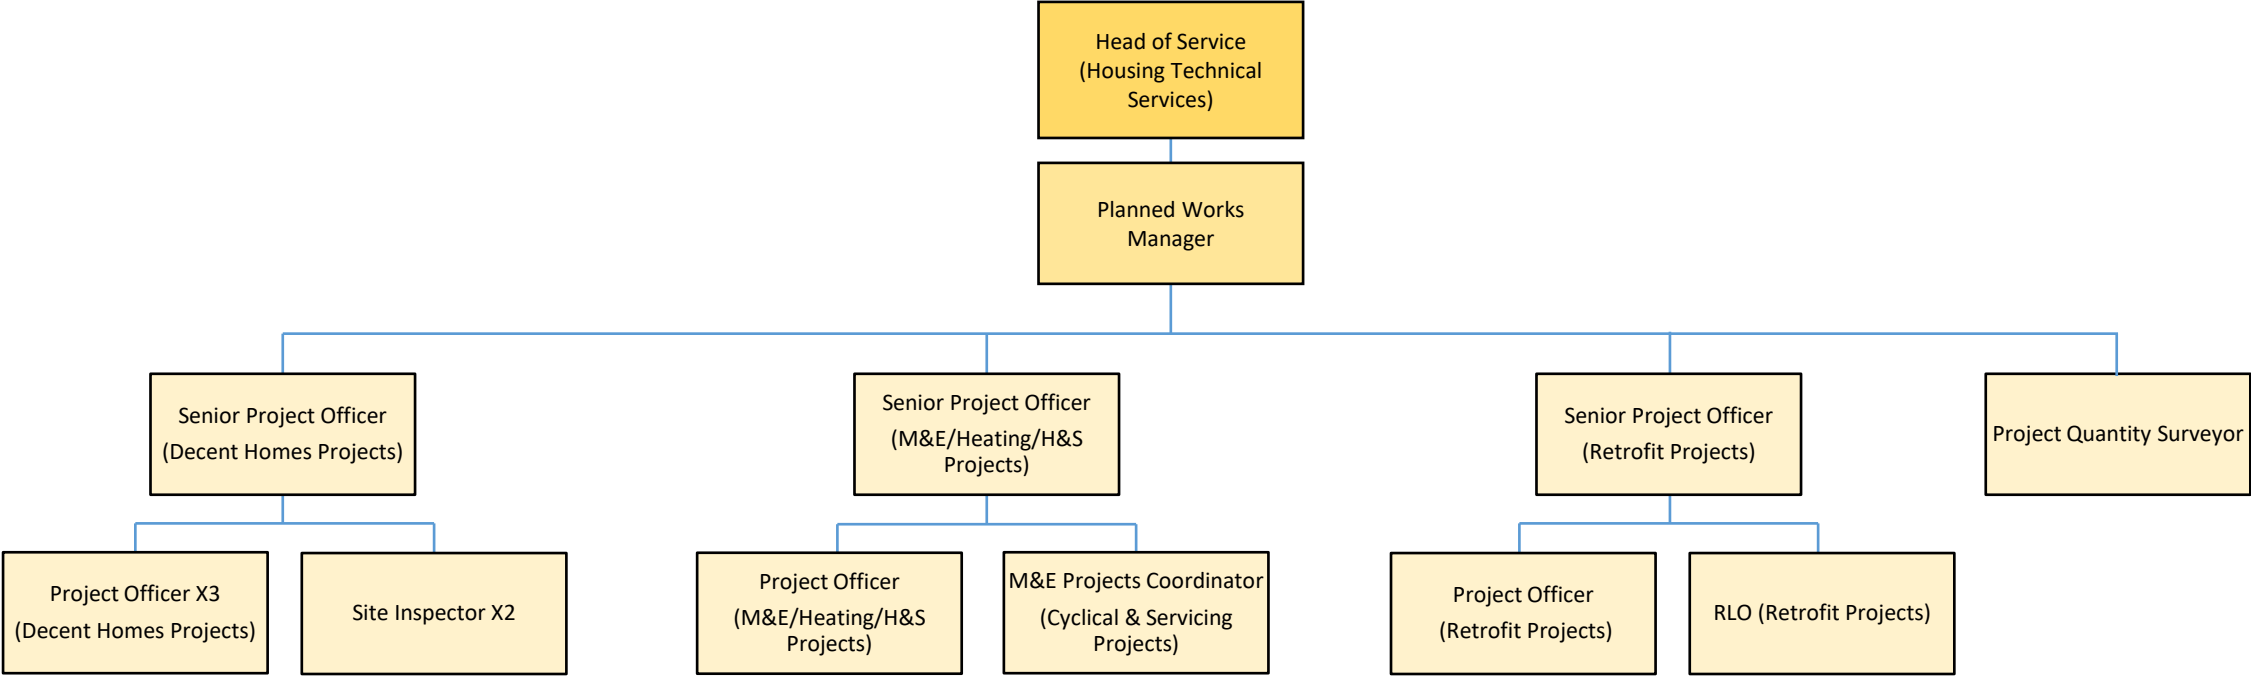 Head of Service
(Housing Technical
Services)
Planned Works
Manager
Senior Project Officer
(Decent Homes Projects)
Senior Project Officer
(M&E/Heating/H&S
Projects)
Senior Project Officer
(Retrofit Projects)
Project Quantity Surveyor
Project Officer X3
(Decent Homes Projects)
Site Inspector X2
Project Officer
(M&E/Heating/H&S
Projects)
M&E Projects Coordinator
(Cyclical & Servicing
Projects)
Project Officer
(Retrofit Projects)
RLO (Retrofit Projects)